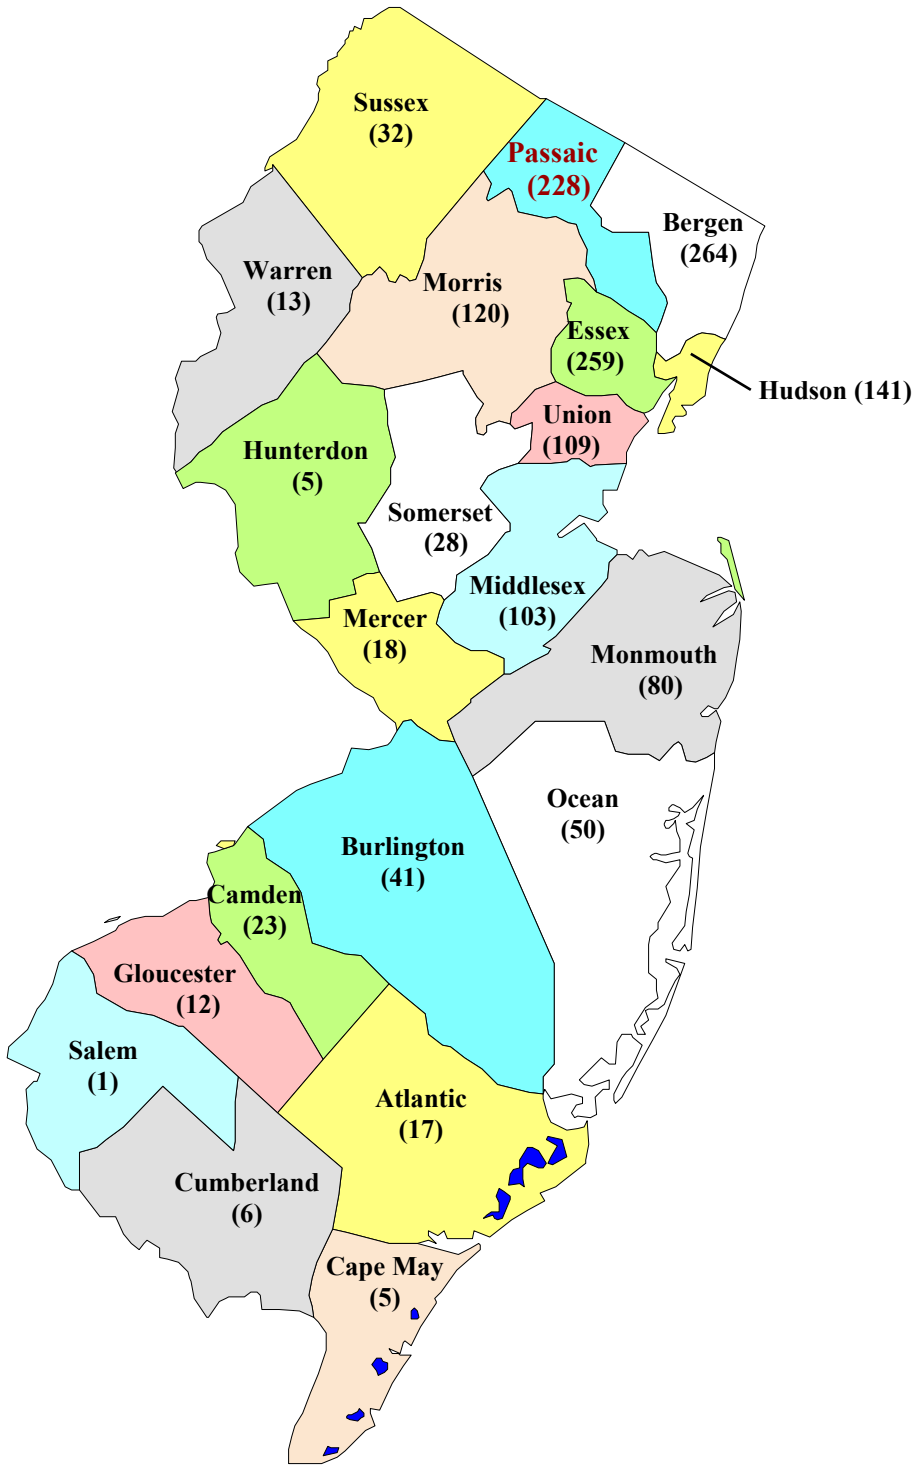 Sussex
(32)
Passaic
(228)
Bergen
(264)
Warren
(13)
Morris
(120)
Essex
(259)
Hudson (141)
Union
(109)
Hunterdon
(5)
Somerset
(28)
Middlesex
(103)
Mercer
(18)
Monmouth
(80)
Ocean
(50)
Burlington
(41)
Camden
(23)
Gloucester
(12)
Salem
(1)
Atlantic
(17)
Cumberland
(6)
Cape May
(5)